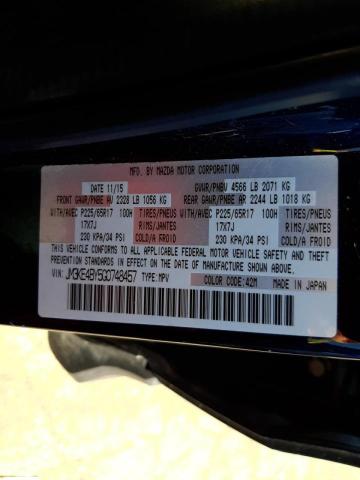 MFD. BY MAZDA MOTOR CORPORATION
DATE 11/15 GVWR/PNBV 4566 LB 2071 KG
FRONT GAWR/PNBE AV 2328 LB 1056 KG REAR GAWR/PNBE AR 2244 LB 1018 KG
WITH/AVEC P225/65R17 100H TIRES/PNEUS WITH/AVEC P225/65R17 100H TIRES/PNEUS
17X7J RIMS/JANTES 17X7J RIMS/JANTES
230 KPA/34 PSI COLD/A FROID 230 KPA/34 PSI COLD/A FROID
THIS VEHICLE CONFORMS TO ALL APPLICABLE FEDERAL MOTOR VEHICLE SAFETY AND
THEFT PREVENTION STANDARDS IN EFFECT ON THE DATE OF MANUFACTURE SHOWN ABOVE.
VIN: JM3KE4BY5G0748457 TYPE: MPV COLOR CODE: 42M MADE IN JAPAN